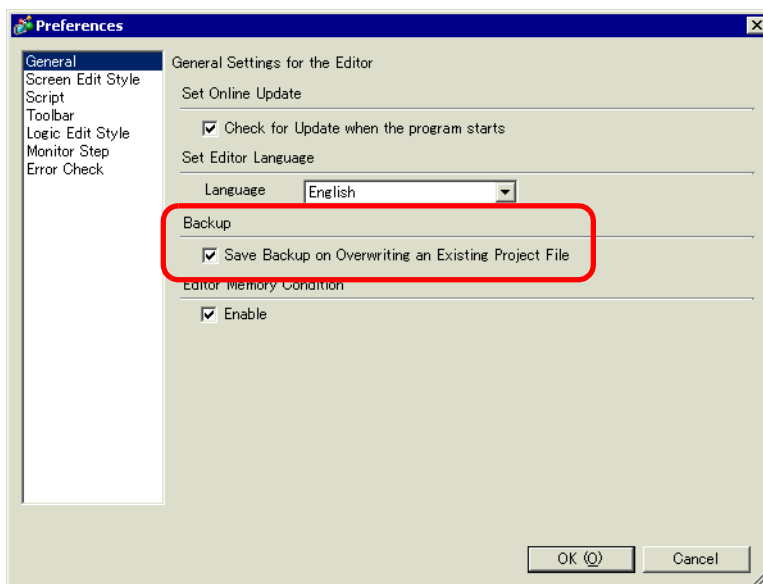 Preferences
General
Screen Edit Style
Script
Toolbar
Logic Edit Style
Monitor Step
Error Check
General Settings for the Editor
Set Online Update
Check for Update when the program starts
Set Editor Language
Language English
Backup
Save Backup on Overwriting an Existing Project File
Editor Memory Condition
Enable
OK (O) Cancel